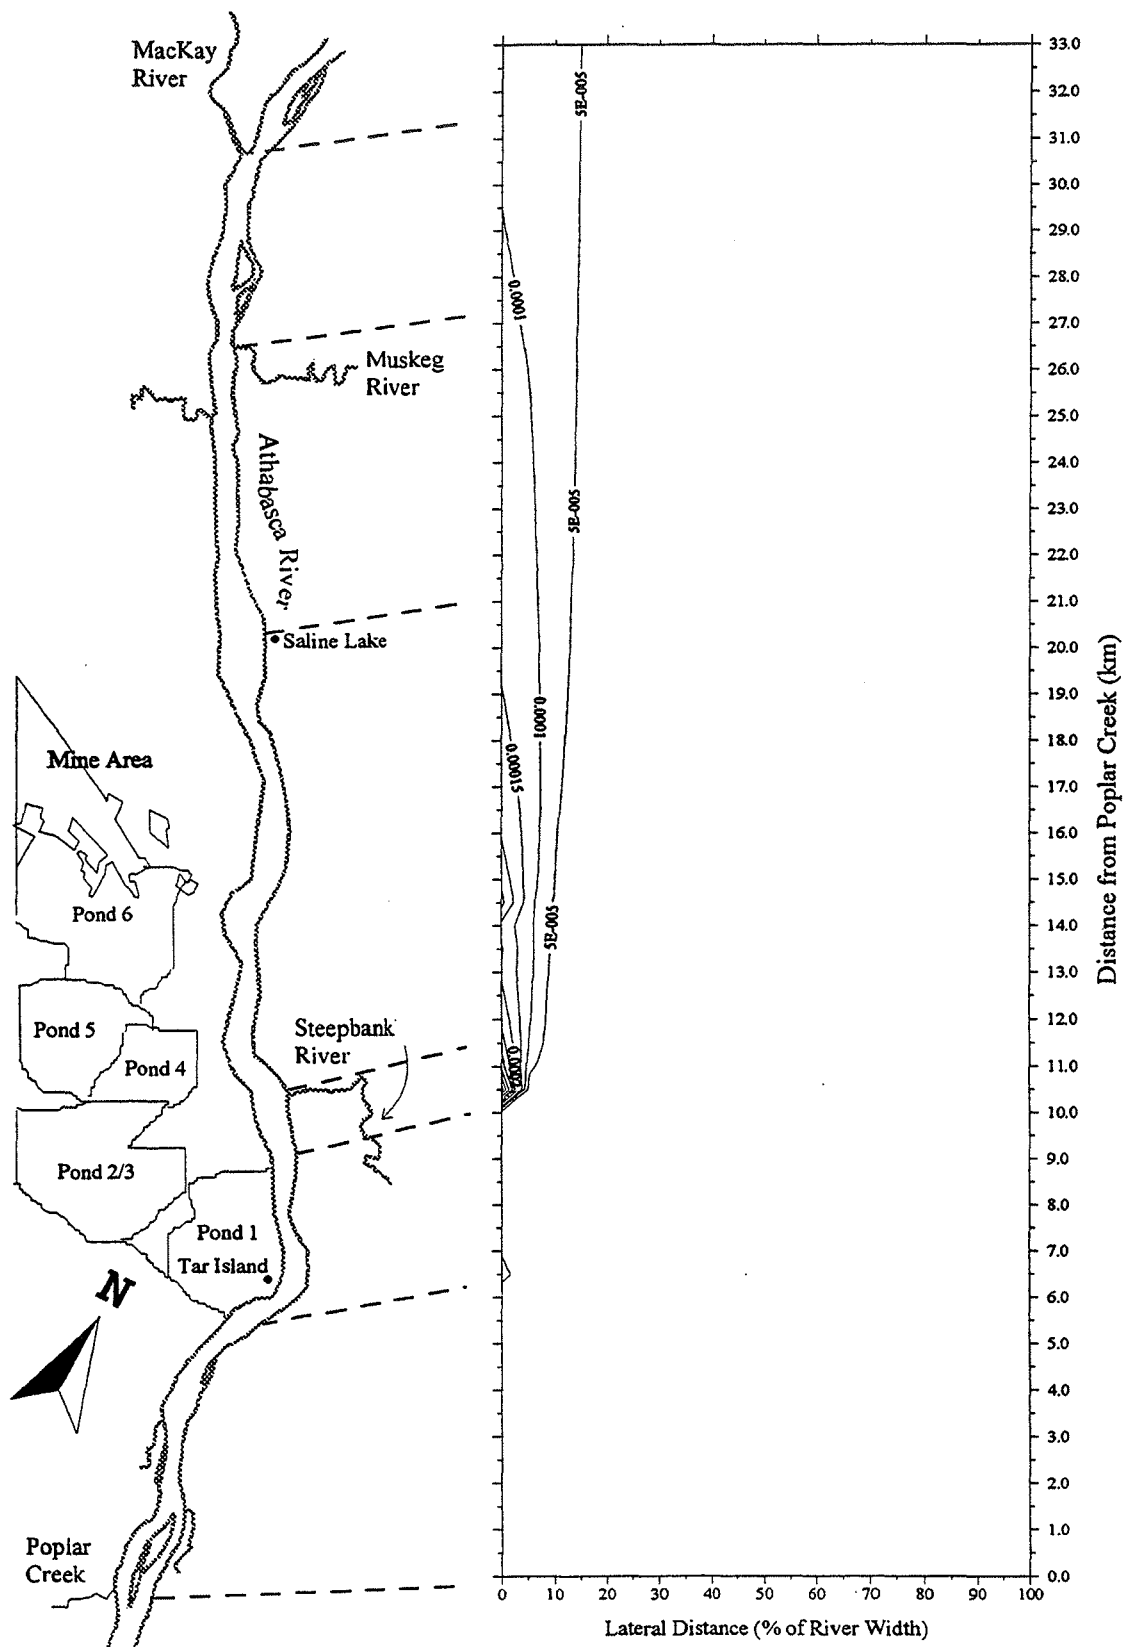 MacKay
River
Muskeg
River
Athabasca River
Saline Lake
Mine Area
Pond 6
Pond 5
Pond 4
Steepbank
River
Pond 2/3
Pond 1
Tar Island
N
Poplar
Creek
5E-005
0.0001
5E-005
0.0001
0.00015
5E-005
0.0002
33.0
32.0
31.0
30.0
29.0
28.0
27.0
26.0
25.0
24.0
23.0
22.0
21.0
20.0
19.0
18.0
17.0
16.0
15.0
14.0
13.0
12.0
11.0
10.0
9.0
8.0
7.0
6.0
5.0
4.0
3.0
2.0
1.0
0.0
Distance from Poplar Creek (km)
0 10 20 30 40 50 60 70 80 90 100
Lateral Distance (% of River Width)